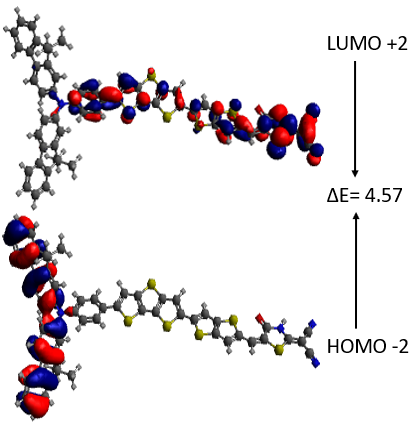 LUMO +2
ΔE= 4.57
HOMO -2